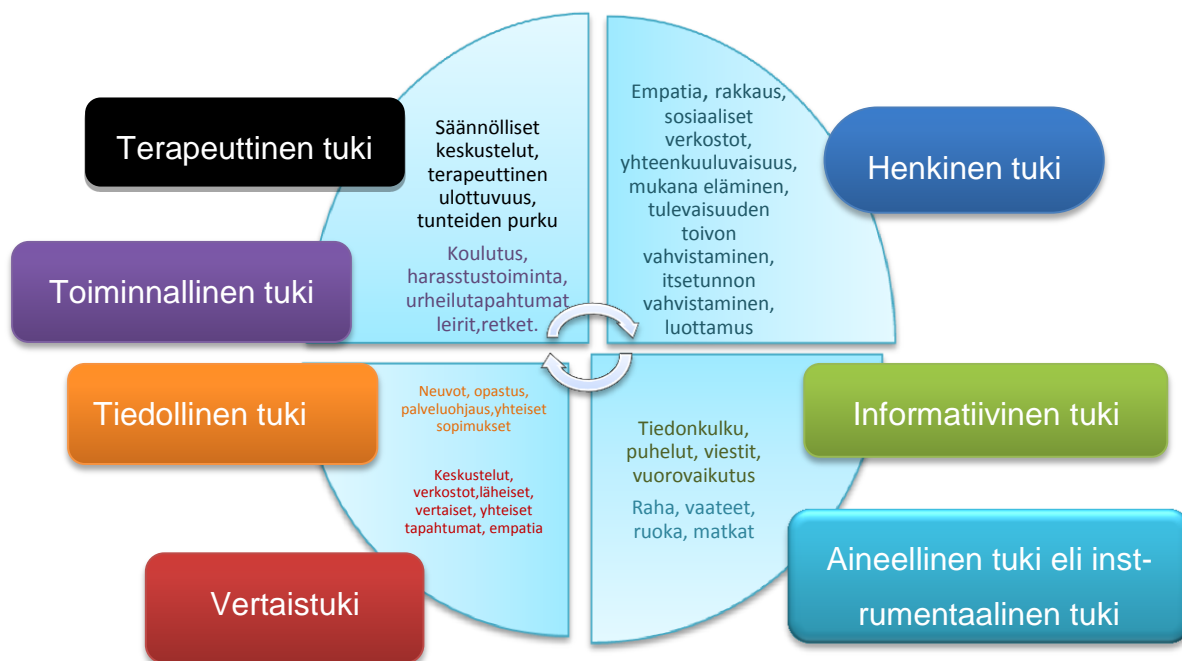 Terapeuttinen tuki
Säännölliset
keskustelut,
terapeuttinen
ulottuvuus,
tunteiden purku
Toiminnallinen tuki
Koulutus,
harasstustoiminta,
urheilutapahtumat
leirit,retket.
Empatia, rakkaus,
sosiaaliset
verkostot,
yhteenkuuluvaisuus,
mukana eläminen,
tulevaisuuden
toivon
vahvistaminen,
itsetunnon
vahvistaminen,
luottamus
Henkinen tuki
Tiedollinen tuki
Neuvot, opastus,
palveluohjaus,yhteiset
sopimukset
Vertaistuki
Keskustelut,
verkostot,läheiset,
vertaiset, yhteiset
tapahtumat, empatia
Tiedonkulku,
puhelut, viestit,
vuorovaikutus
Informatiivinen tuki
Raha, vaateet,
ruoka, matkat
Aineellinen tuki eli inst-
rumentaalinen tuki